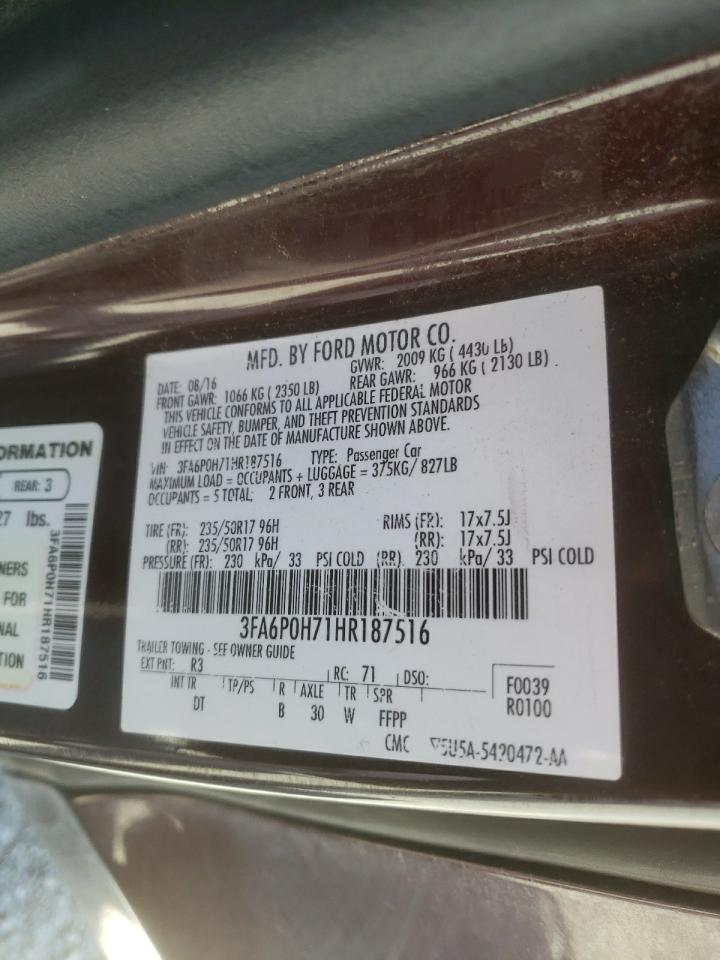 MFD. BY FORD MOTOR CO.
DATE: 08/16 GVWR: 2009 KG ( 4430 Lb)
FRONT GAWR: 1066 KG ( 2350 LB) REAR GAWR: 966 KG ( 2130 LB)
THIS VEHICLE CONFORMS TO ALL APPLICABLE FEDERAL MOTOR
VEHICLE SAFETY, BUMPER, AND THEFT PREVENTION STANDARDS
IN EFFECT ON THE DATE OF MANUFACTURE SHOWN ABOVE.
VIN: 3FA6P0H71HR187516 TYPE: Passenger Car
MAXIMUM LOAD = OCCUPANTS + LUGGAGE = 375KG/ 827LB
OCCUPANTS = 5 TOTAL; 2 FRONT, 3 REAR
TIRE (FR): 235/50R17 96H RIMS (FR): 17x7.5J
(RR): 235/50R17 96H (RR): 17x7.5J
PRESSURE (FR): 230 kPa/ 33 PSI COLD (RR) 230 kPa/ 33 PSI COLD
3FA6P0H71HR187516
TRAILER TOWING - SEE OWNER GUIDE
EXT PNT: R3 RC: 71 DSO:
INT TR TP/PS R AXLE TR SPR
DT B 30 W FFPP
F0039
R0100
CMC 5U5A-5420472-AA
ORMATION
REAR: 3
27 lbs.
NERS
FOR
NAL
TION
3FA6P0H71HR187516